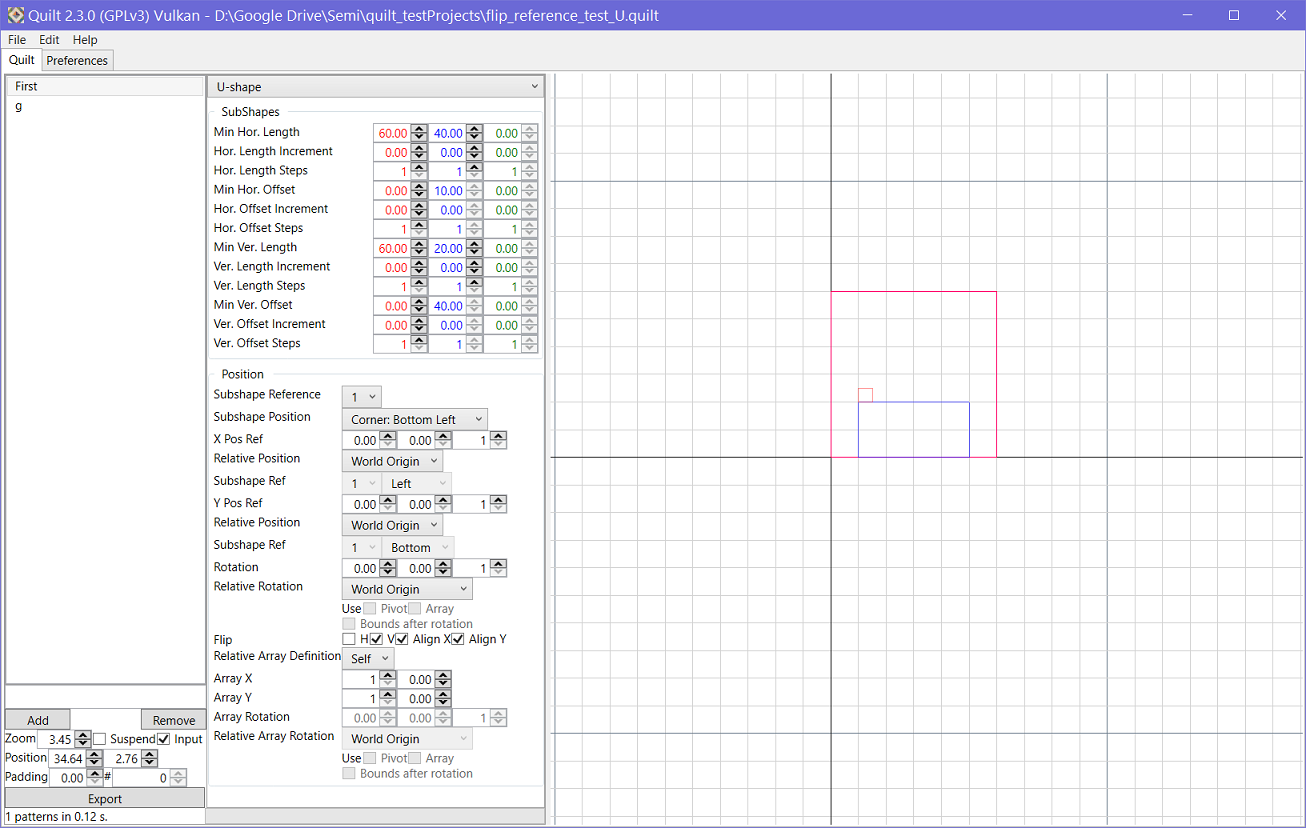 Quilt 2.3.0 (GPLv3) Vulkan - D:\Google Drive\Semi\quilt_testProjects\flip_reference_test_U.quilt
File Edit Help
Quilt Preferences
First
g
U-shape
SubShapes
Min Hor. Length 60.00 40.00 0.00
Hor. Length Increment 0.00 0.00 0.00
Hor. Length Steps 1 1 1
Min Hor. Offset 0.00 10.00 0.00
Hor. Offset Increment 0.00 0.00 0.00
Hor. Offset Steps 1 1 1
Min Ver. Length 60.00 20.00 0.00
Ver. Length Increment 0.00 0.00 0.00
Ver. Length Steps 1 1 1
Min Ver. Offset 0.00 40.00 0.00
Ver. Offset Increment 0.00 0.00 0.00
Ver. Offset Steps 1 1 1
Position
Subshape Reference 1
Subshape Position Corner: Bottom Left
X Pos Ref 0.00 0.00 1
Relative Position World Origin
Subshape Ref 1 Left
Y Pos Ref 0.00 0.00 1
Relative Position World Origin
Subshape Ref 1 Bottom
Rotation 0.00 0.00 1
Relative Rotation World Origin
Use Pivot Array
Bounds after rotation
Flip H V Align X Align Y
Relative Array Definition Self
Array X 1 0.00
Array Y 1 0.00
Array Rotation 0.00 0.00 1
Relative Array Rotation World Origin
Use Pivot Array
Bounds after rotation
Add Remove
Zoom 3.45 Suspend Input
Position 34.64 2.76
Padding 0.00 # 0
Export
1 patterns in 0.12 s.